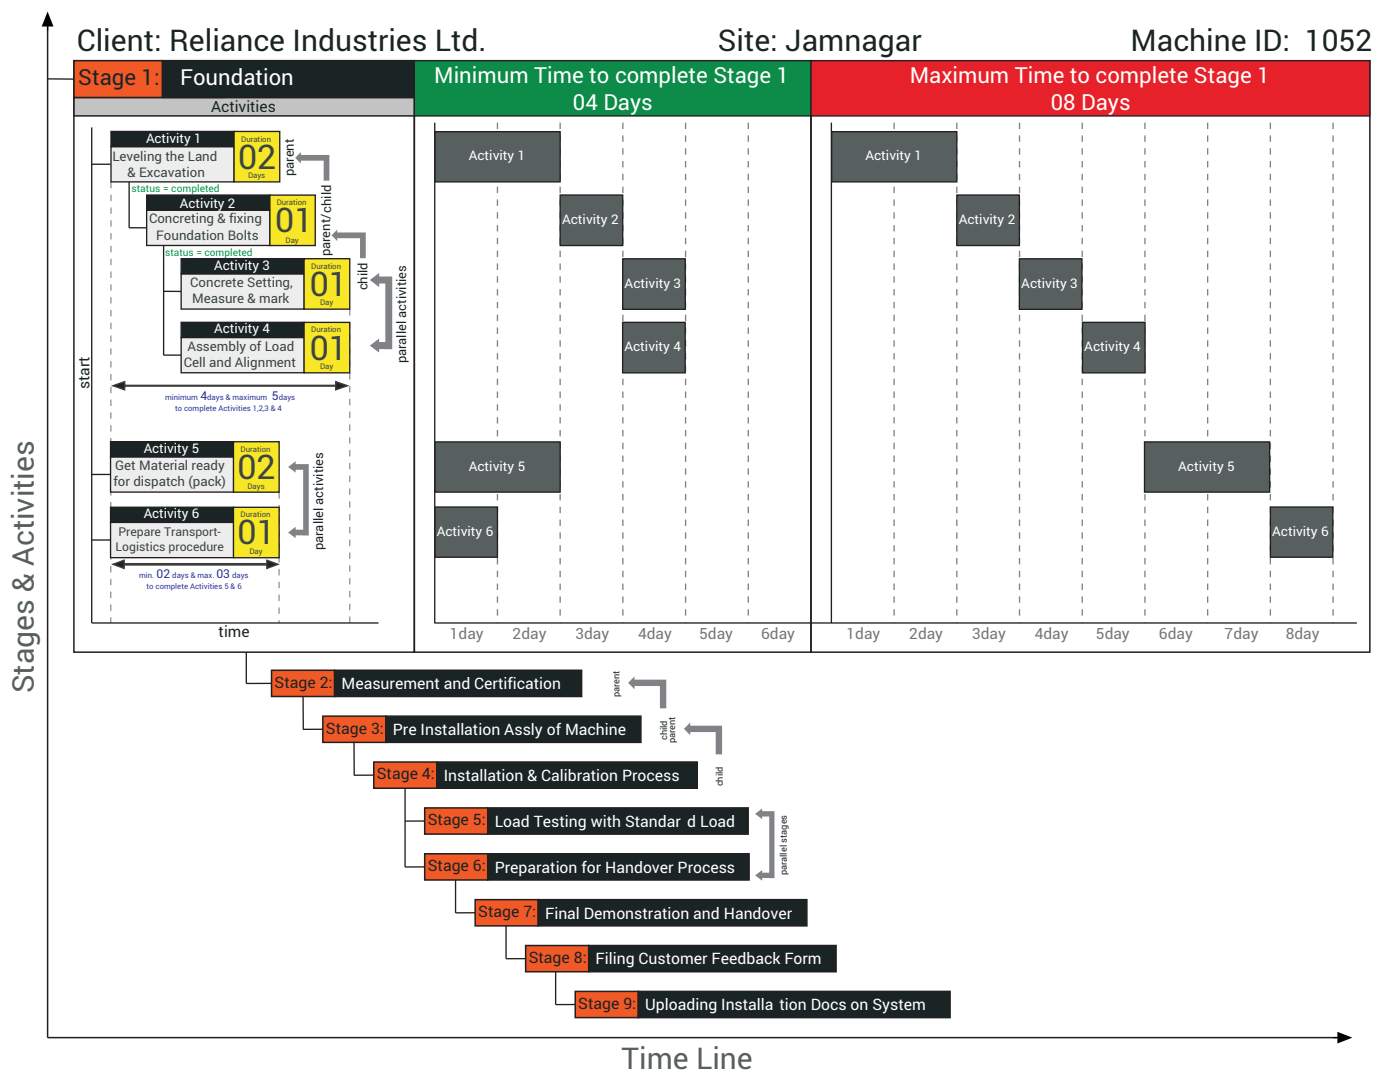 Client: Reliance Industries Ltd.
Site: Jamnagar
Machine ID: 1052
Stage 1: Foundation
Minimum Time to complete Stage 1
04 Days
Maximum Time to complete Stage 1
08 Days
Activities
Activity 1
Leveling the Land
& Excavation
Duration
02
Days
parent
status = completed
Activity 2
Concreting & fixing
Foundation Bolts
Duration
01
Day
parent/child
status = completed
Activity 3
Concrete Setting,
Measure & mark
Duration
01
Day
child
Activity 4
Assembly of Load
Cell and Alignment
Duration
01
Day
parallel activities
start
minimum 4days & maximum 5days
to complete Activities 1,2,3 & 4
Activity 5
Get Material ready
for dispatch (pack)
Duration
02
Days
Activity 6
Prepare Transport-
Logistics procedure
Duration
01
Day
parallel activities
min. 02 days & max. 03 days
to complete Activities 5 & 6
time
Activity 1
Activity 2
Activity 3
Activity 4
Activity 5
Activity 6
1day 2day 3day 4day 5day 6day
Activity 1
Activity 2
Activity 3
Activity 4
Activity 5
Activity 6
1day 2day 3day 4day 5day 6day 7day 8day
Stage 2: Measurement and Certification
parent
Stage 3: Pre Installation Assly of Machine
child
parent
Stage 4: Installation & Calibration Process
child
Stage 5: Load Testing with Standar d Load
Stage 6: Preparation for Handover Process
parallel stages
Stage 7: Final Demonstration and Handover
Stage 8: Filing Customer Feedback Form
Stage 9: Uploading Installa tion Docs on System
Stages & Activities
Time Line